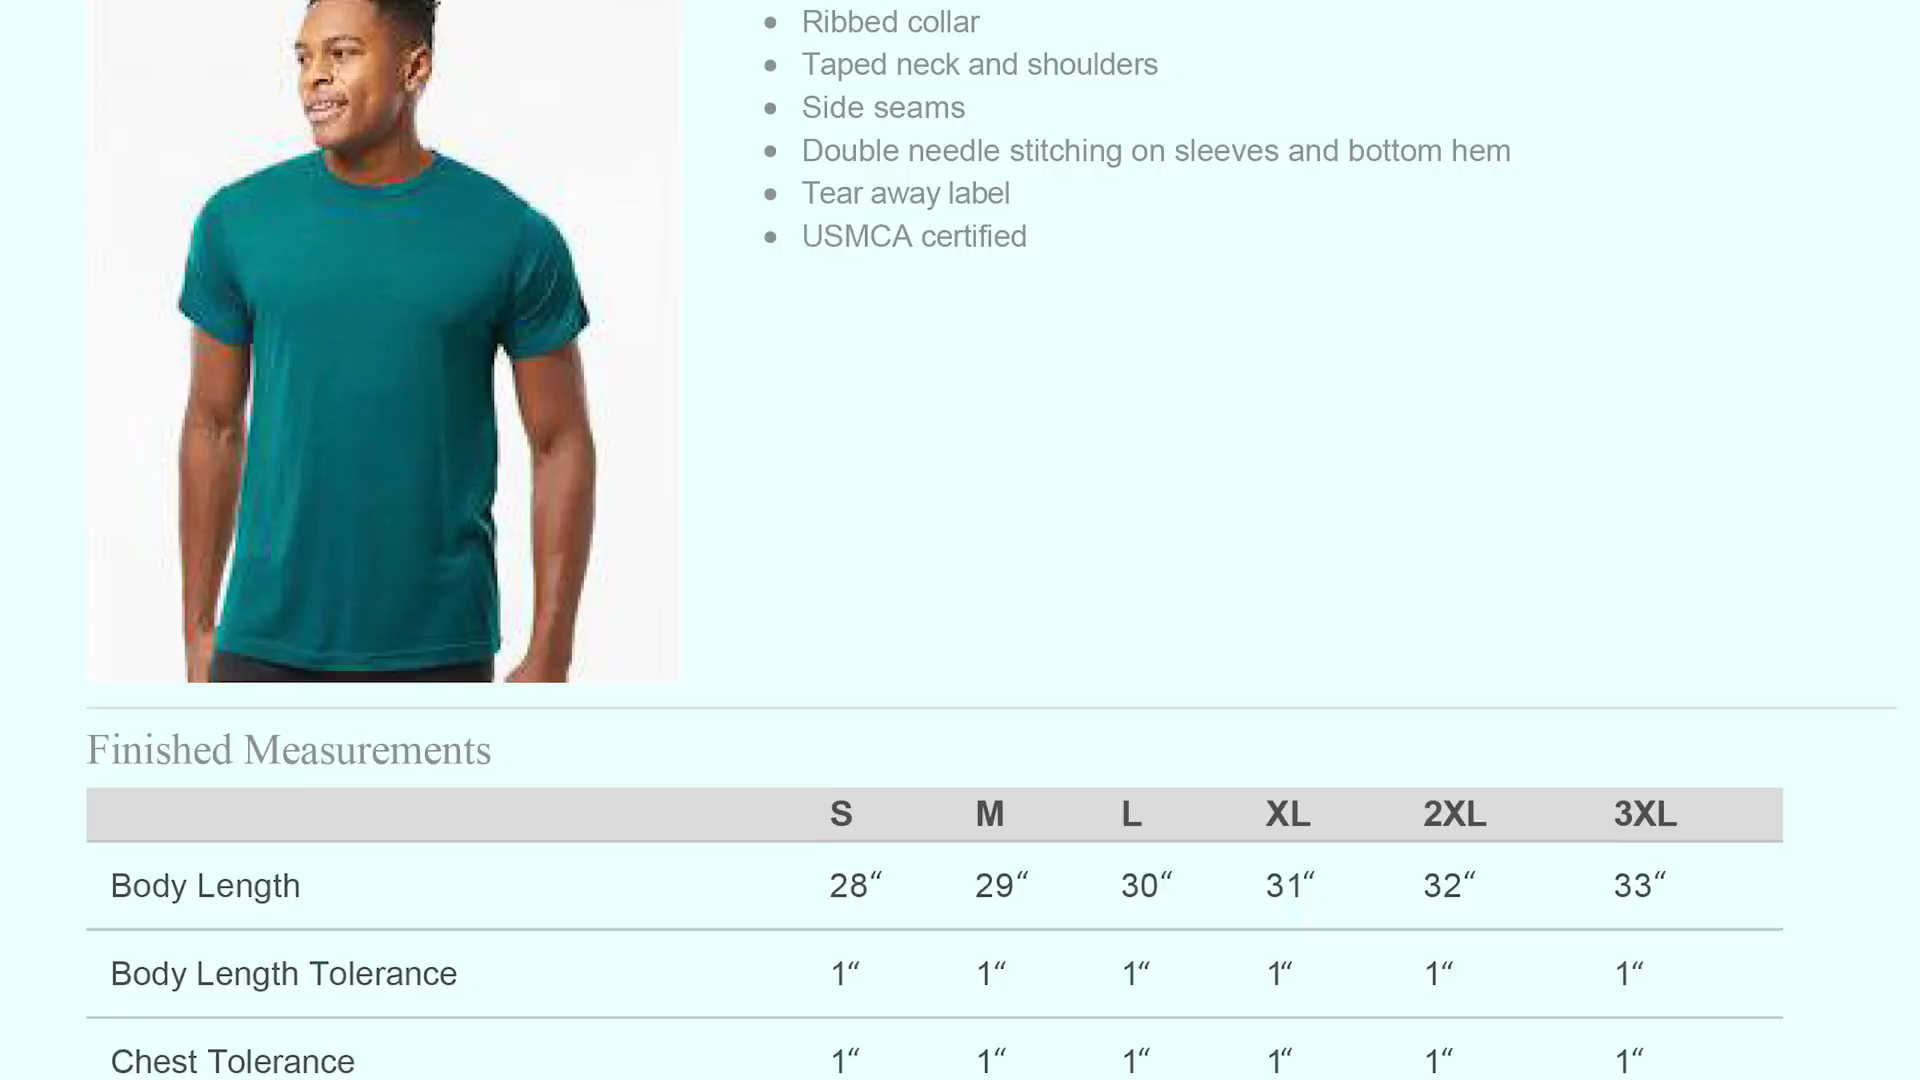 Ribbed collar
Taped neck and shoulders
Side seams
Double needle stitching on sleeves and bottom hem
Tear away label
USMCA certified
Finished Measurements
S M L XL 2XL 3XL
Body Length 28“ 29“ 30“ 31“ 32“ 33“
Body Length Tolerance 1“ 1“ 1“ 1“ 1“ 1“
Chest Tolerance 1“ 1“ 1“ 1“ 1“ 1“